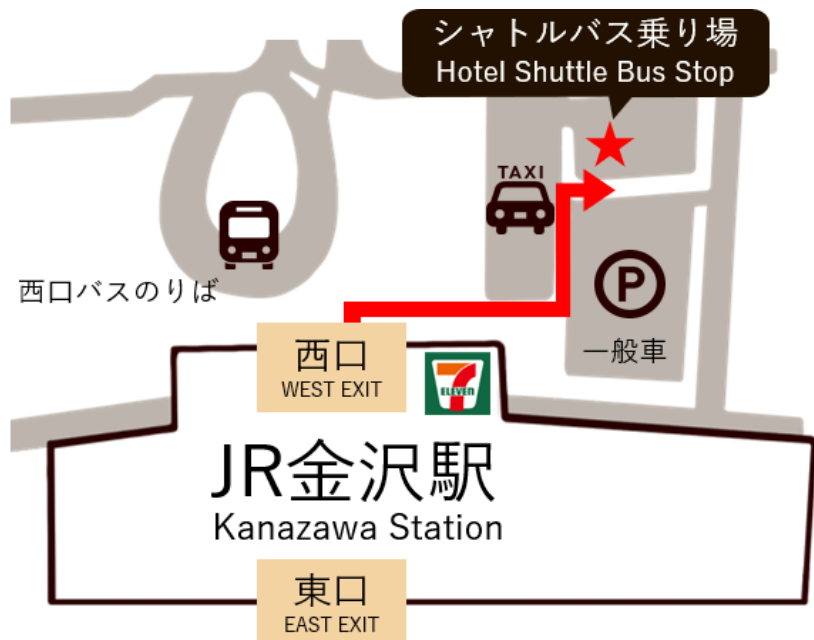 シャトルバス乗り場
Hotel Shuttle Bus Stop
TAXI
西口バスのりば
P
一般車
西口
WEST EXIT
7
ELEVEN
JR金沢駅
Kanazawa Station
東口
EAST EXIT